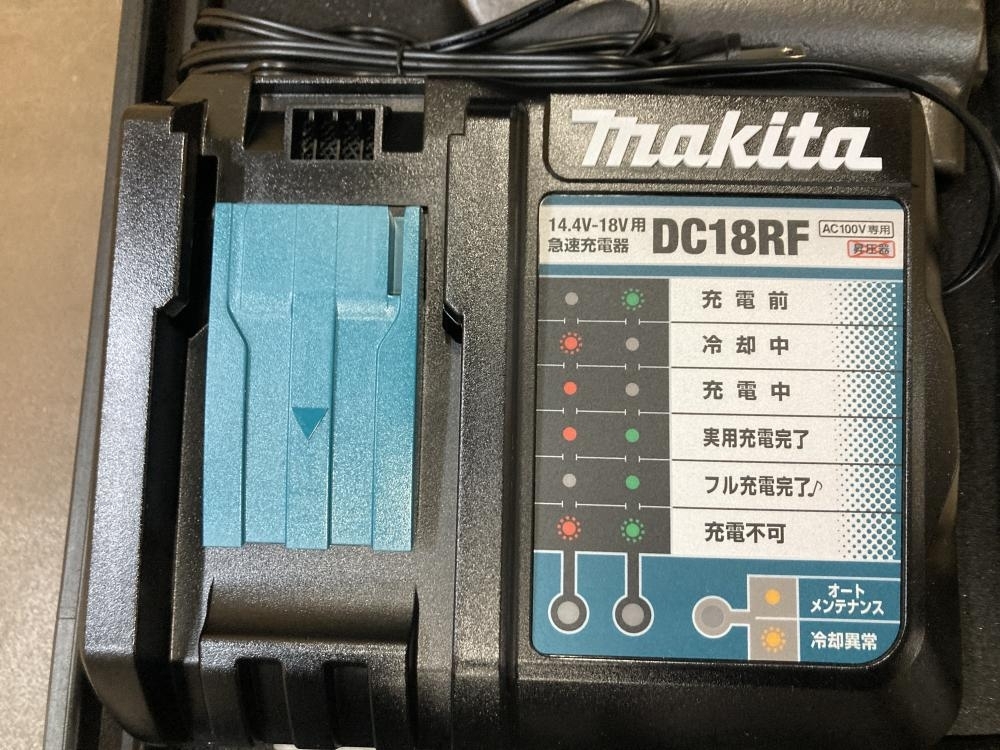 makita
14.4V-18V用
急速充電器
DC18RF
AC100V専用
昇圧器
充電前
冷却中
充電中
実用充電完了
フル充電完了♪
充電不可
オート
メンテナンス
冷却異常